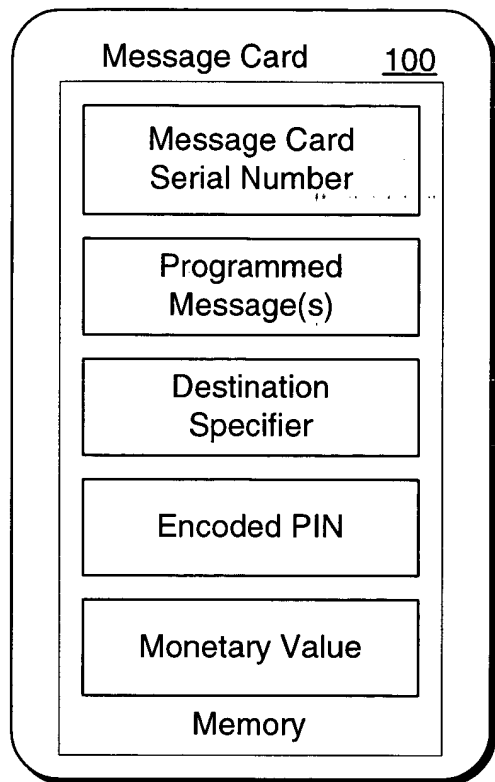 Message Card 100
Message Card
Serial Number
Programmed
Message(s)
Destination
Specifier
Encoded PIN
Monetary Value
Memory